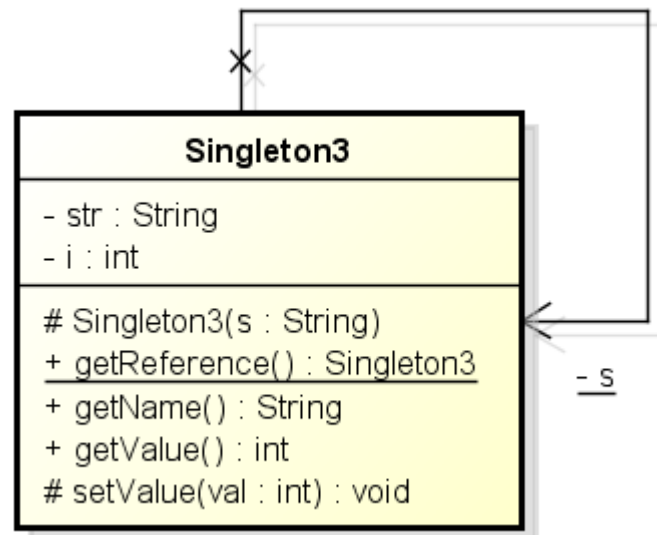 Singleton3
- str : String
- i : int
# Singleton3(s : String)
+ getReference() : Singleton3
- s
+ getName() : String
+ getValue() : int
# setValue(val : int) : void